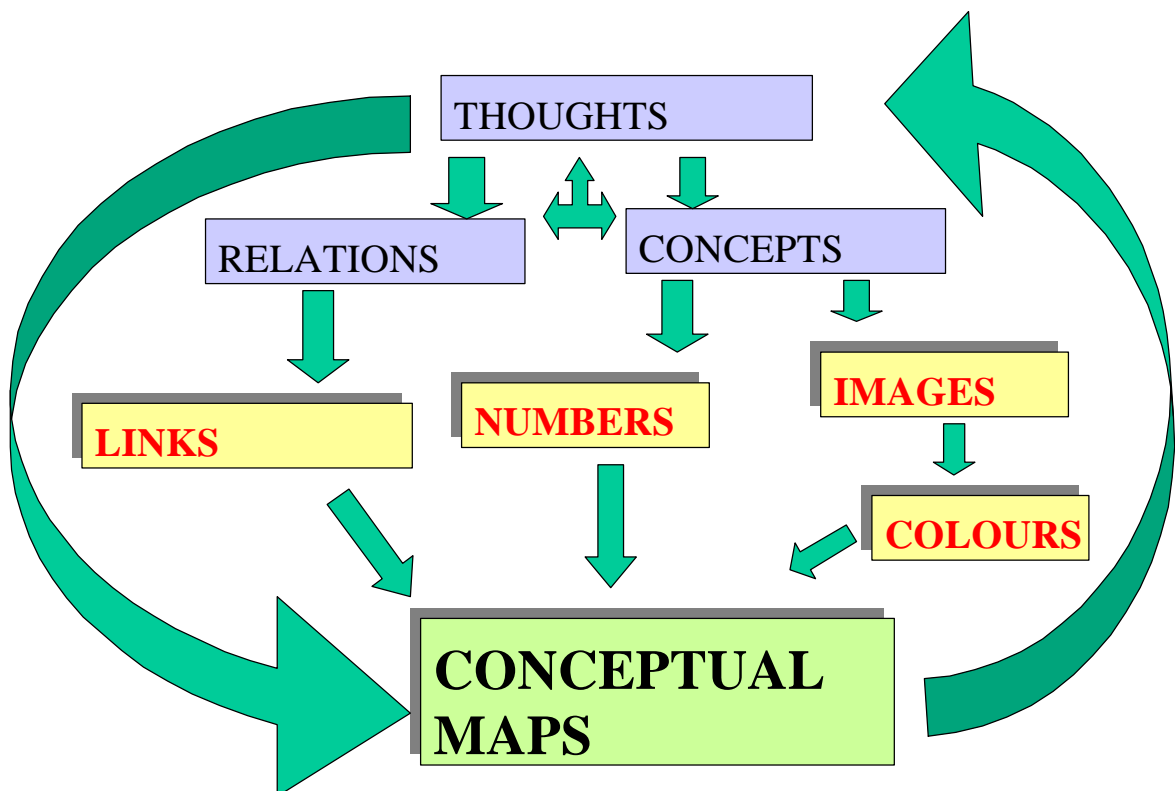 THOUGHTS
RELATIONS
CONCEPTS
LINKS
NUMBERS
IMAGES
COLOURS
CONCEPTUAL
MAPS